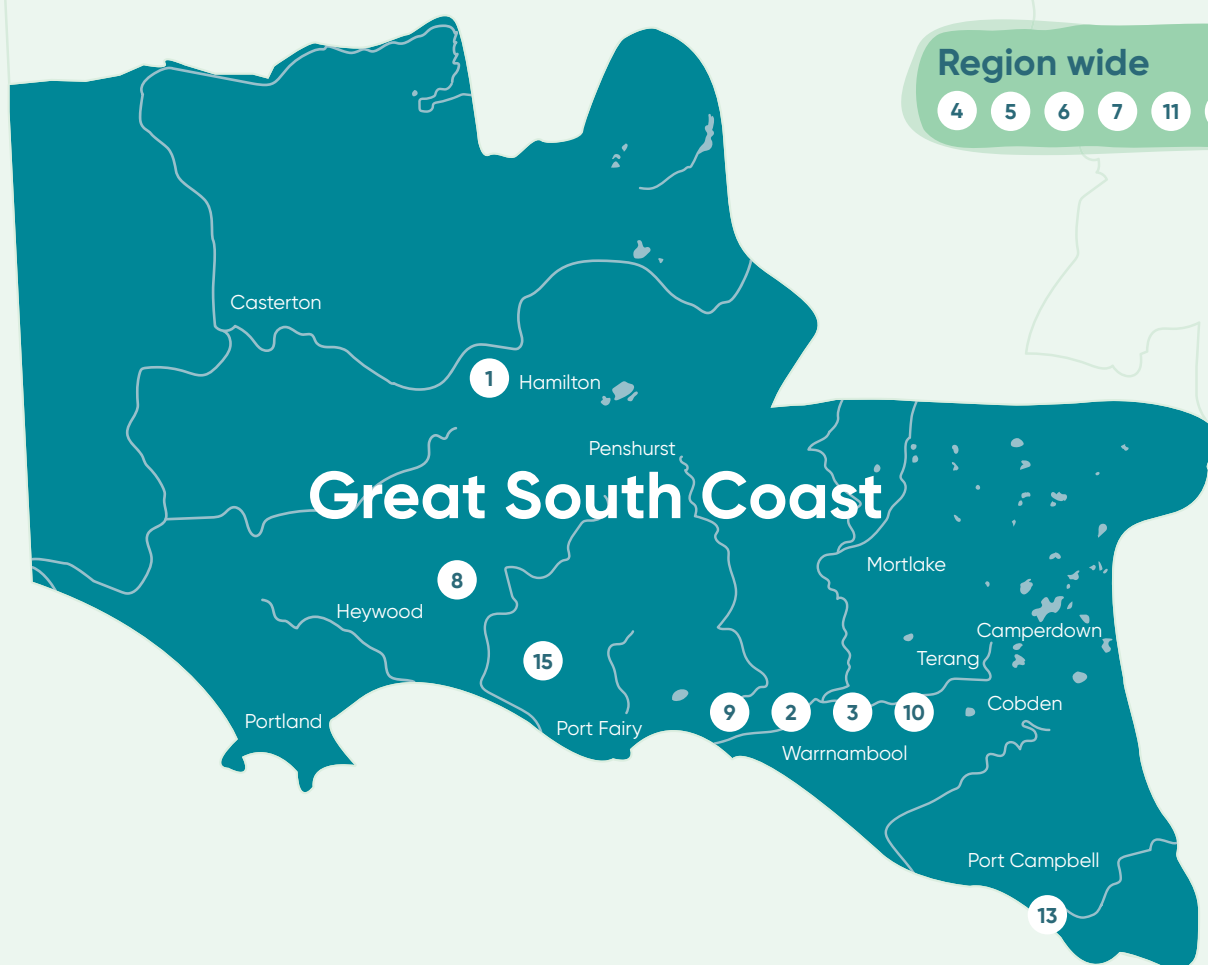 Region wide
4 5 6 7 11
Casterton
1 Hamilton
Penshurst
Great South Coast
Mortlake
8
Heywood
Camperdown
Terang
15
Cobden
9 2 3 10
Portland
Port Fairy
Warrnambool
Port Campbell
13